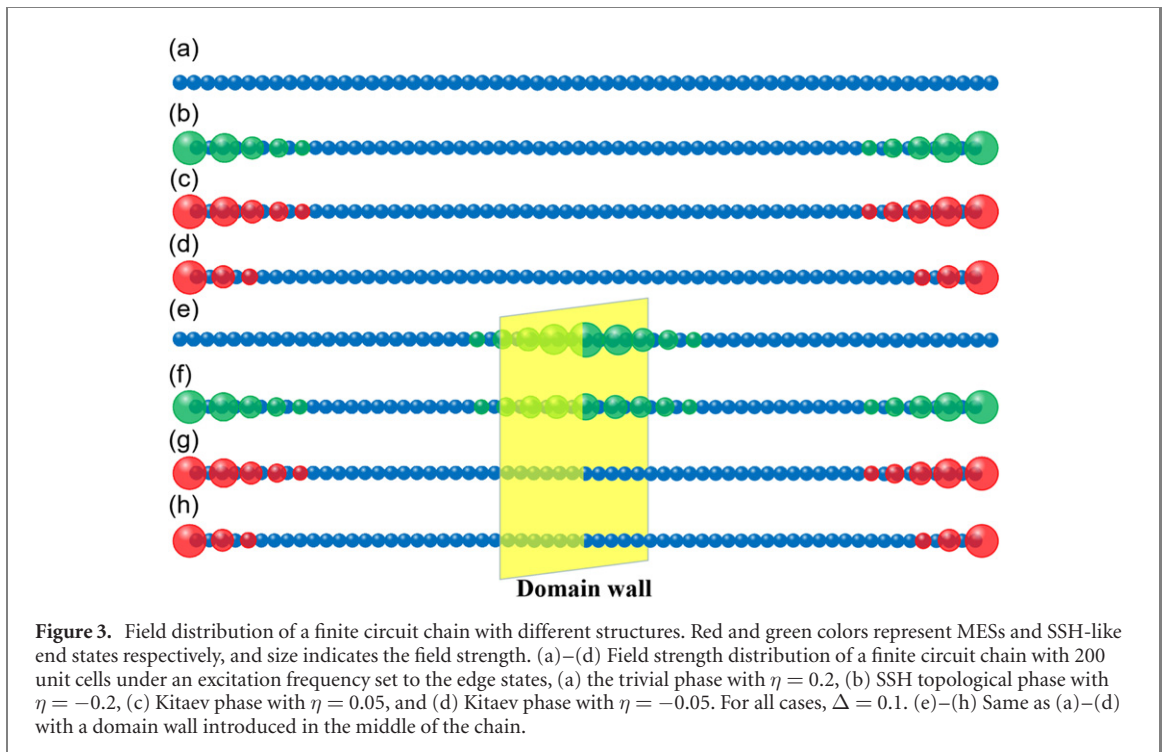 (a)
(b)
(c)
(d)
(e)
(f)
(g)
(h)
Domain wall
Figure 3. Field distribution of a finite circuit chain with different structures. Red and green colors represent MESs and SSH-like
end states respectively, and size indicates the field strength. (a)–(d) Field strength distribution of a finite circuit chain with 200
unit cells under an excitation frequency set to the edge states, (a) the trivial phase with η = 0.2, (b) SSH topological phase with
η = −0.2, (c) Kitaev phase with η = 0.05, and (d) Kitaev phase with η = −0.05. For all cases, Δ = 0.1. (e)–(h) Same as (a)–(d)
with a domain wall introduced in the middle of the chain.